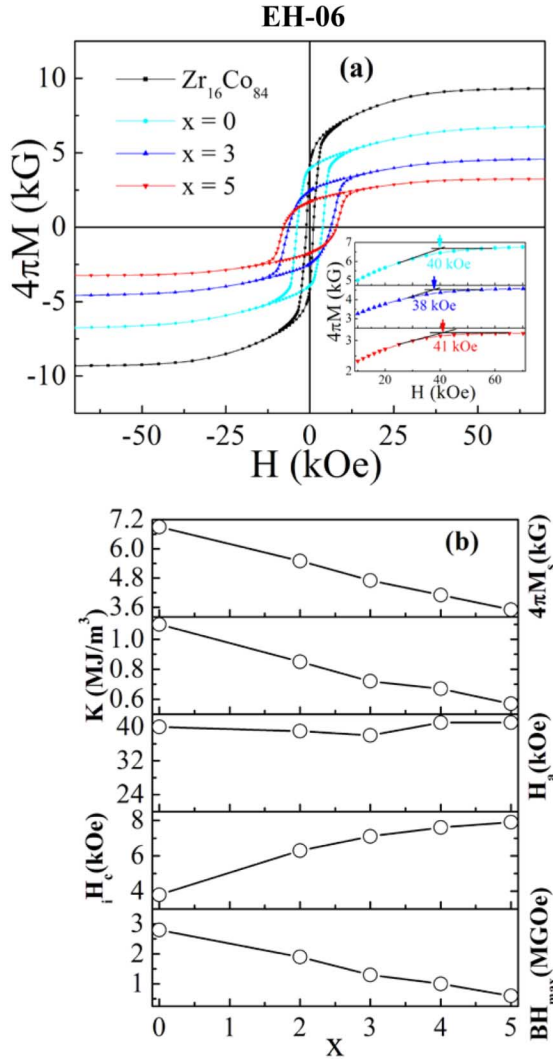 EH-06
(a)
Zr₁₆Co₈₄
x = 0
x = 3
x = 5
4πM (kG)
10
5
0
-5
-10
-50
-25
0
25
50
H (kOe)
4πM (kG)
7
6
5
40 kOe
4
3
38 kOe
3
2
41 kOe
20
40
60
H (kOe)
(b)
7.2
6.0
4.8
3.6
4πMₛ(kG)
K (MJ/m³)
1.0
0.8
0.6
40
32
24
Hₐ(kOe)
ᵢH꜀(kOe)
8
6
4
3
2
1
BHₘₐₓ(MGOe)
0
1
2
3
4
5
x